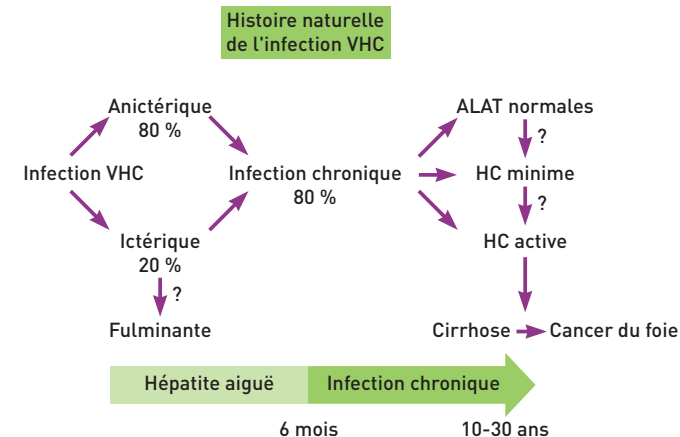 Histoire naturelle
de l'infection VHC
Anictérique
80 %
ALAT normales
?
Infection VHC
Infection chronique
80 %
HC minime
?
Ictérique
20 %
HC active
?
Fulminante
Cirrhose
Cancer du foie
Hépatite aiguë
Infection chronique
6 mois
10-30 ans